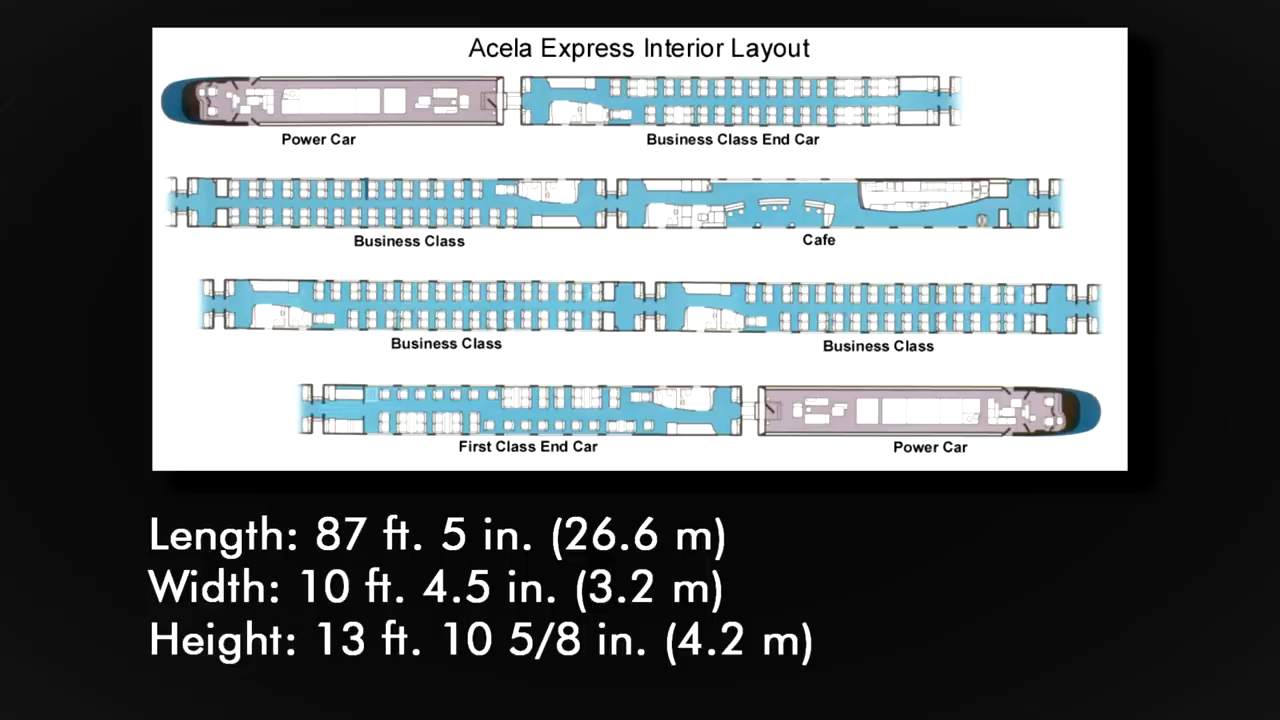 Acela Express Interior Layout
Power Car
Business Class End Car
Business Class
Cafe
Business Class
Business Class
First Class End Car
Power Car
Length: 87 ft. 5 in. (26.6 m)
Width: 10 ft. 4.5 in. (3.2 m)
Height: 13 ft. 10 5/8 in. (4.2 m)